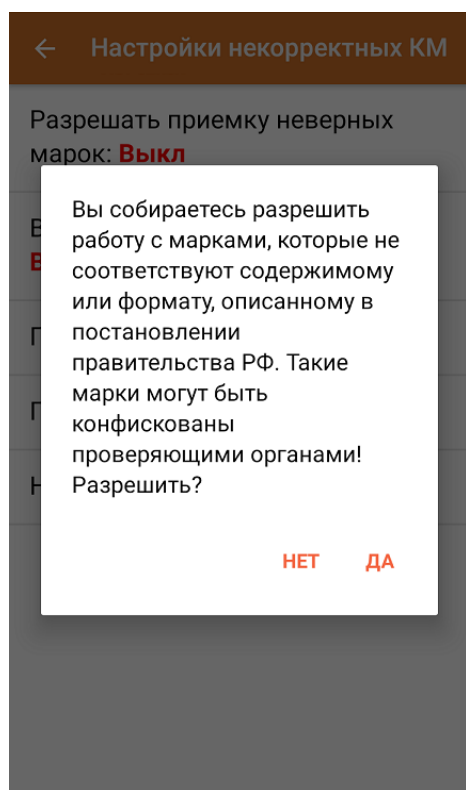 Настройки некорректных КМ
Разрешать приемку неверных
марок: Выкл
Вы собираетесь разрешить
работу с марками, которые не
соответствуют содержимому
или формату, описанному в
постановлении
правительства РФ. Такие
марки могут быть
конфискованы
проверяющими органами!
Разрешить?
НЕТ ДА